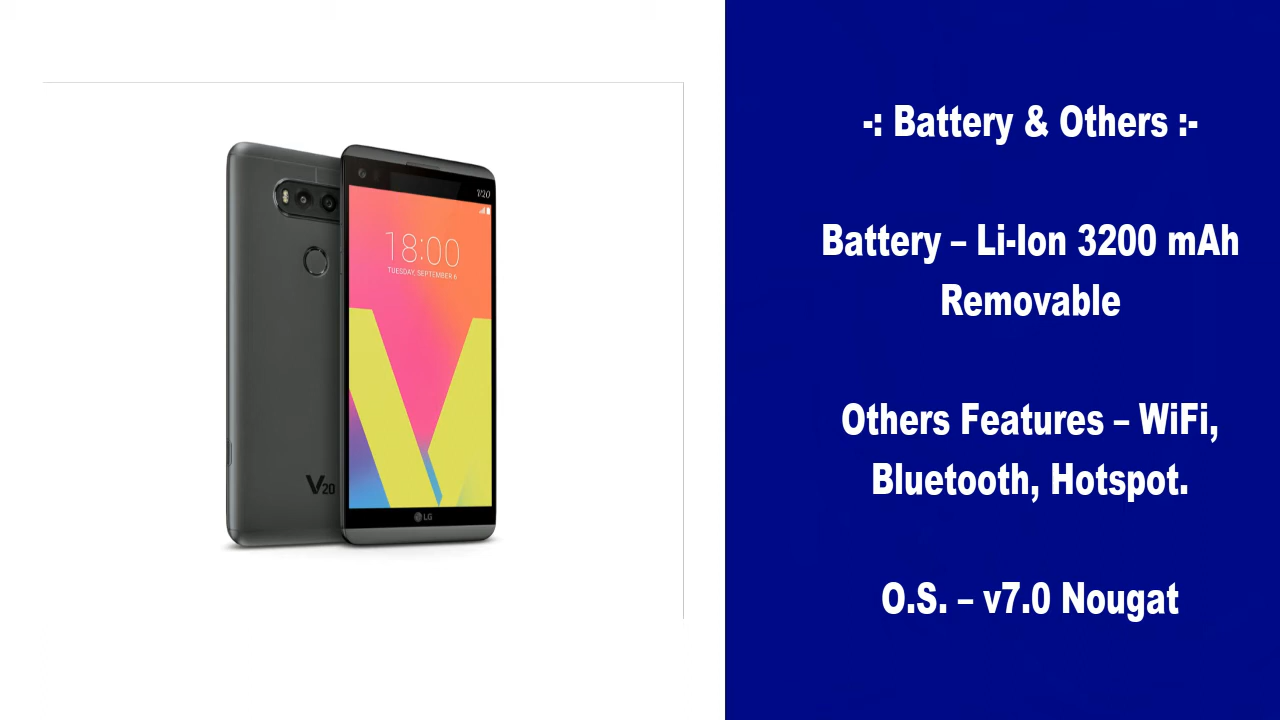 V20
18:00
TUESDAY, SEPTEMBER 6
V20
LG
-: Battery & Others :-
Battery – Li-Ion 3200 mAh
Removable
Others Features – WiFi,
Bluetooth, Hotspot.
O.S. – v7.0 Nougat